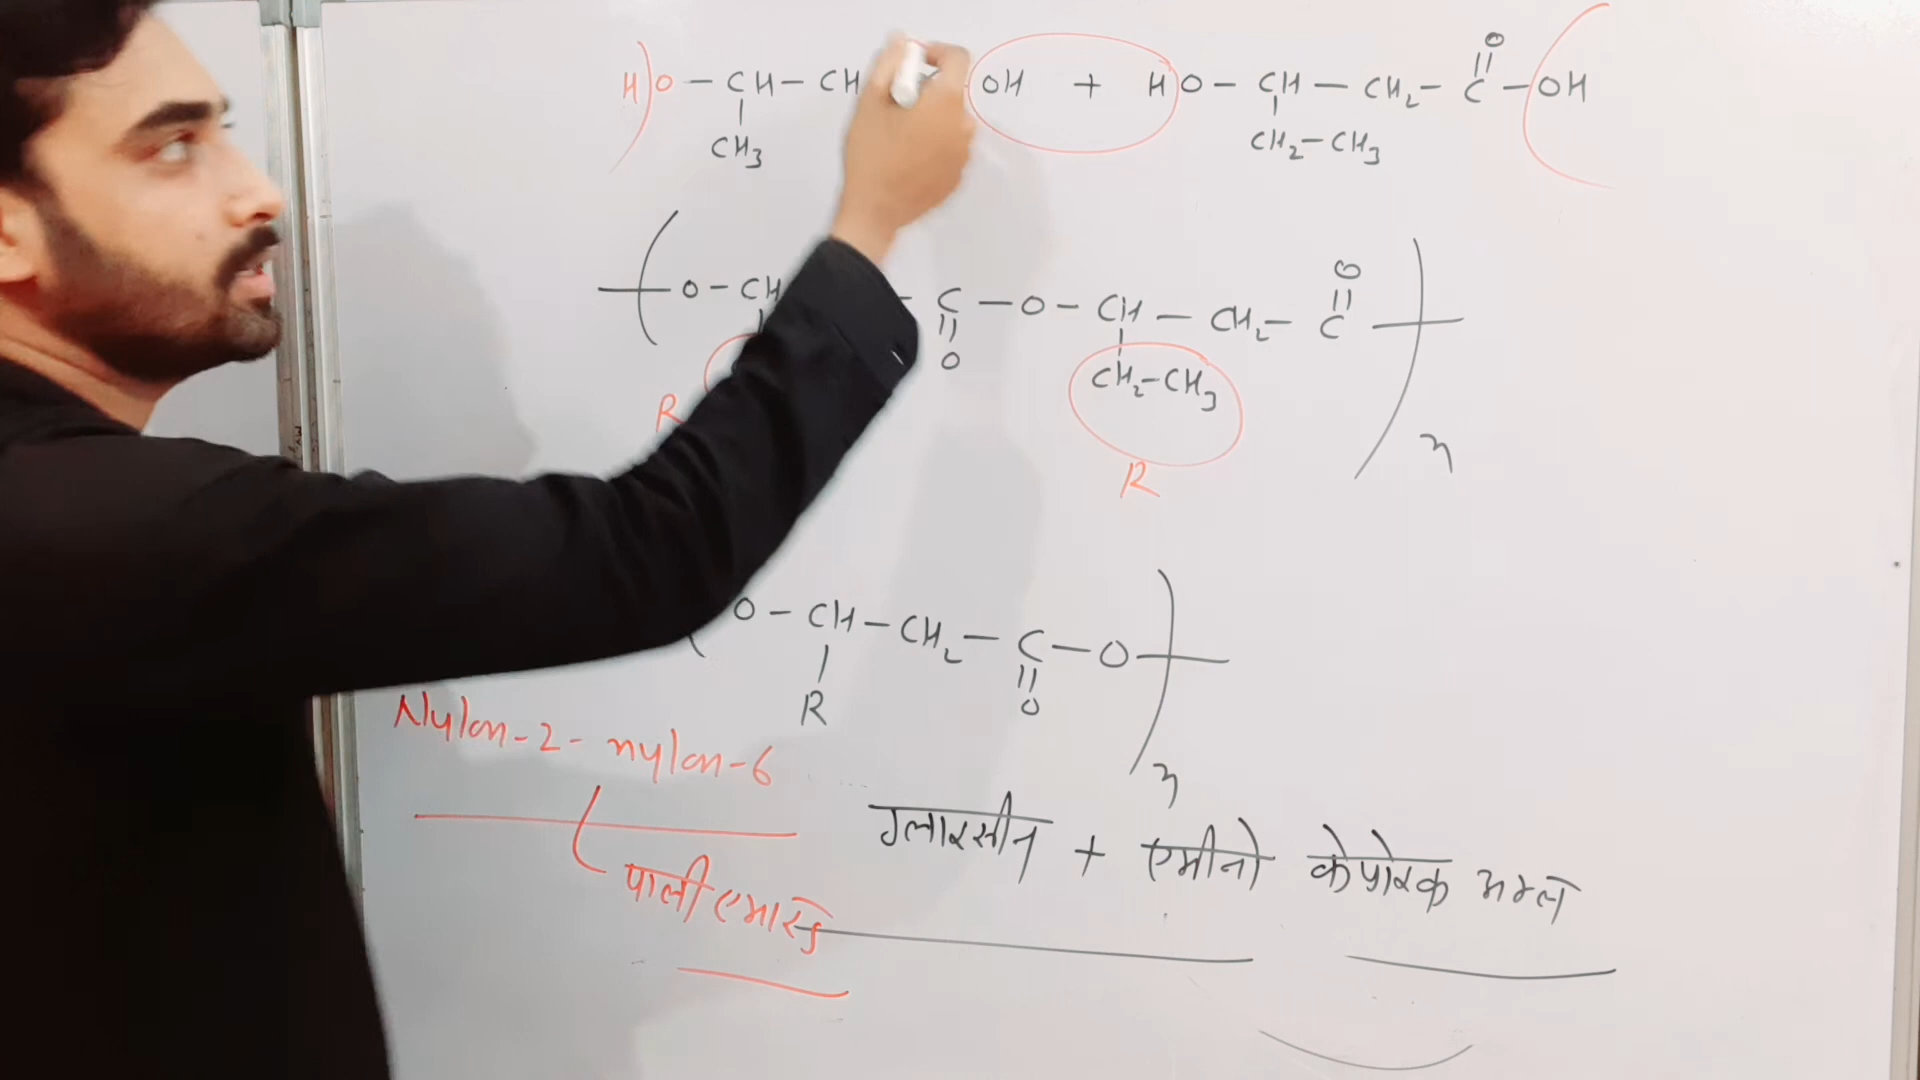 H O – CH – CH OH + HO – CH – CH₂ – C – OH
O
CH₃ CH₂–CH₃
O – CH – C – O – CH – CH₂ – C
O O
CH₂–CH₃
R R n
O – CH – CH₂ – C – O
R O
n
Nylon-2-nylon-6
ग्लाइसीन + एमीनो केप्रोइक अम्ल
पाली एमाइड